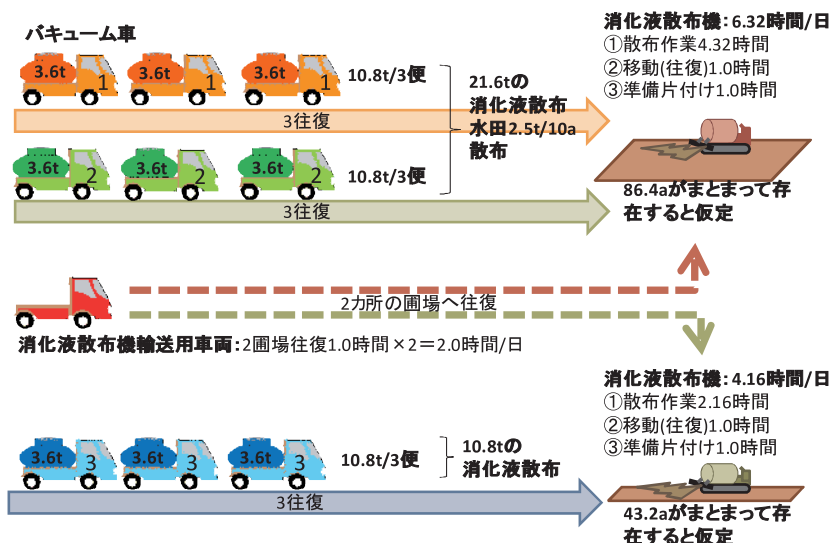 バキューム車
3.6t 1
3.6t 1
3.6t 1
10.8t/3便
3往復
3.6t 2
3.6t 2
3.6t 2
10.8t/3便
3往復
21.6tの
消化液散布
水田2.5t/10a
散布
消化液散布機：6.32時間/日
①散布作業4.32時間
②移動(往復)1.0時間
③準備片付け1.0時間
86.4aがまとまって存
在すると仮定
2カ所の圃場へ往復
消化液散布機輸送用車両：2圃場往復1.0時間×2＝2.0時間/日
消化液散布機：4.16時間/日
①散布作業2.16時間
②移動(往復)1.0時間
③準備片付け1.0時間
3.6t 3
3.6t 3
3.6t 3
10.8t/3便
10.8tの
消化液散布
3往復
43.2aがまとまって存
在すると仮定